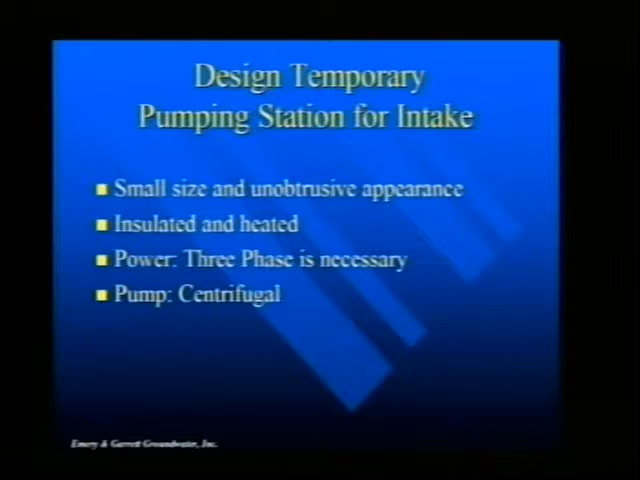 Design Temporary
Pumping Station for Intake
Small size and unobtrusive appearance
Insulated and heated
Power: Three Phase is necessary
Pump: Centrifugal
Emery & Garrett Groundwater, Inc.